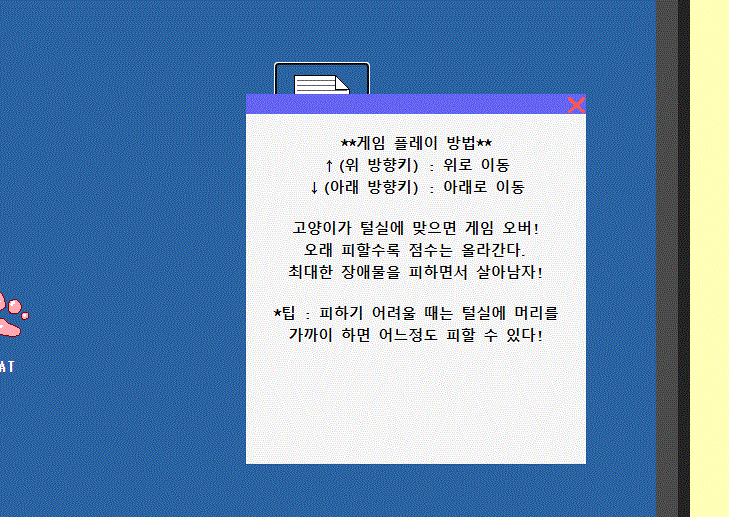 **게임 플레이 방법**
↑(위 방향키) : 위로 이동
↓(아래 방향키) : 아래로 이동
고양이가 털실에 맞으면 게임 오버!
오래 피할수록 점수는 올라간다.
최대한 장애물을 피하면서 살아남자!
*팁 : 피하기 어려울 때는 털실에 머리를
가까이 하면 어느정도 피할 수 있다!
AT